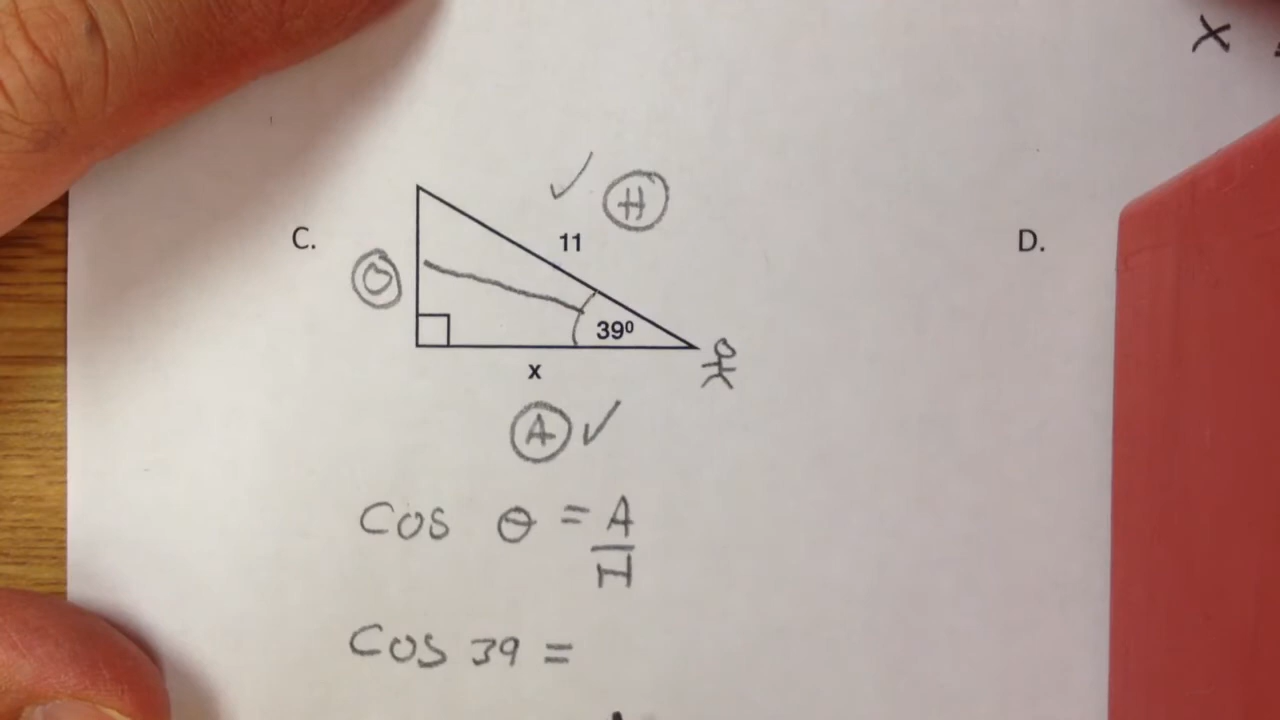 X
C.
H
11
O
39⁰
x
A
D.
Cos θ = A
H
Cos 39 =